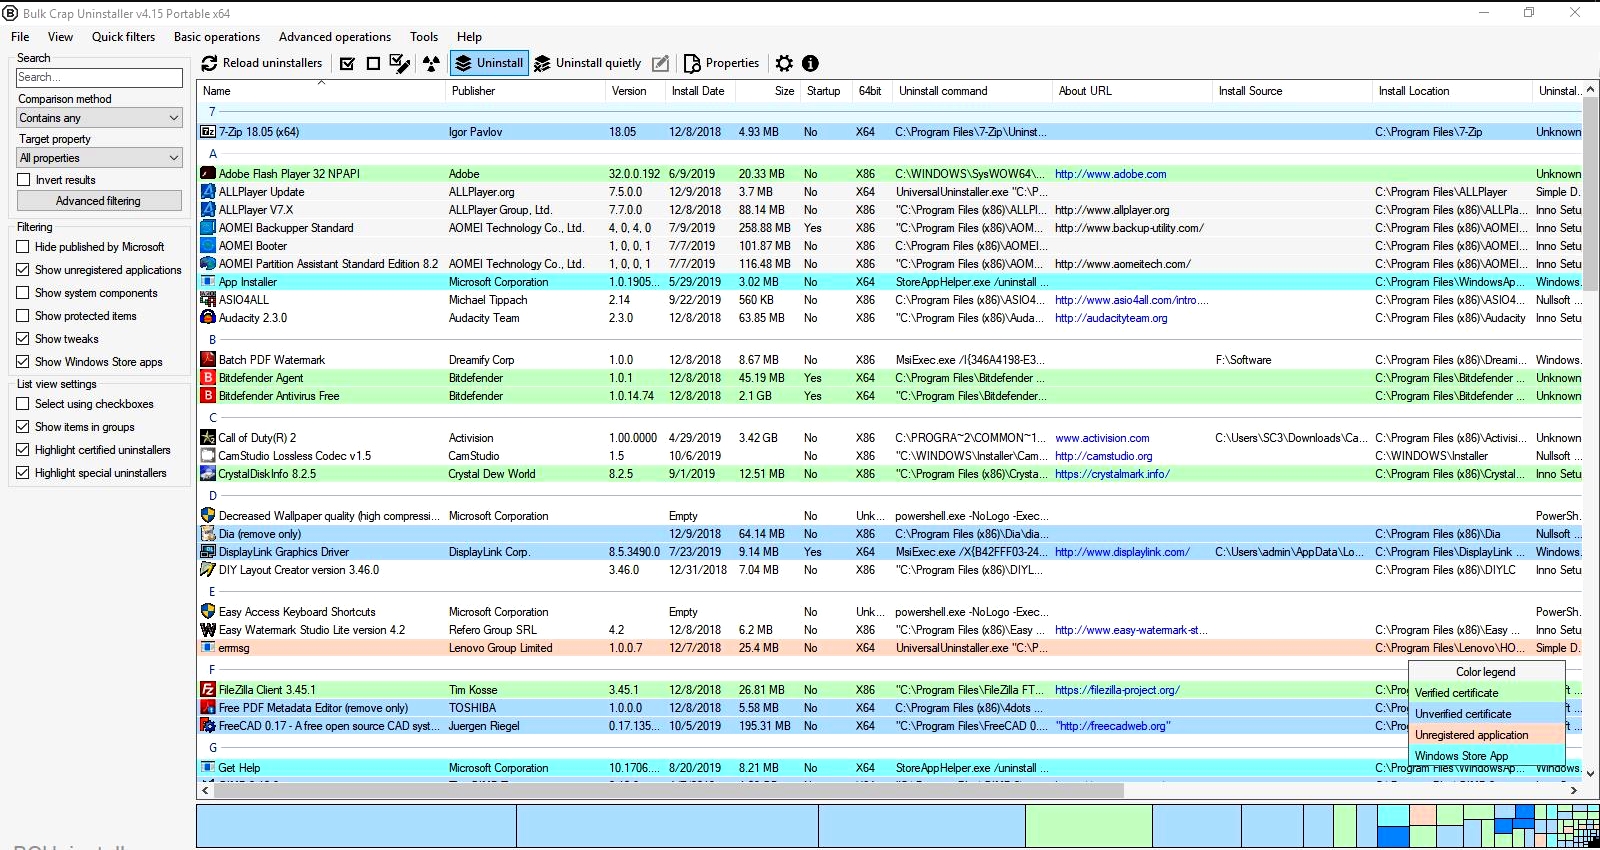 Bulk Crap Uninstaller v4.15 Portable x64
File View Quick filters Basic operations Advanced operations Tools Help
Search
Search...
Comparison method
Contains any
Target property
All properties
Invert results
Advanced filtering
Filtering
Hide published by Microsoft
Show unregistered applications
Show system components
Show protected items
Show tweaks
Show Windows Store apps
List view settings
Select using checkboxes
Show items in groups
Highlight certified uninstallers
Highlight special uninstallers
Reload uninstallers Uninstall Uninstall quietly Properties
Name Publisher Version Install Date Size Startup 64bit Uninstall command About URL Install Source Install Location Uninstal...
7
7-Zip 18.05 (x64) Igor Pavlov 18.05 12/8/2018 4.93 MB No X64 C:\Program Files\7-Zip\Uninst... C:\Program Files\7-Zip Unknown
A
Adobe Flash Player 32 NPAPI Adobe 32.0.0.192 6/9/2019 20.33 MB No X86 C:\WINDOWS\SysWOW64\... http://www.adobe.com Unknown
ALLPlayer Update ALLPlayer.org 7.5.0.0 12/9/2018 3.7 MB No X86 UniversalUninstaller.exe "C:\P... C:\Program Files\ALLPlayer Simple D.
ALLPlayer V7.X ALLPlayer Group, Ltd. 7.7.0.0 12/8/2018 88.14 MB No X86 "C:\Program Files (x86)\ALLPl... http://www.allplayer.org C:\Program Files (x86)\ALLPla... Inno Setu
AOMEI Backupper Standard AOMEI Technology Co., Ltd. 4, 0, 4, 0 7/9/2019 258.88 MB Yes X86 "C:\Program Files (x86)\AOM... http://www.backup-utility.com/ C:\Program Files (x86)\AOMEI... Inno Setu
AOMEI Booter 1, 0, 0, 1 7/7/2019 101.87 MB No X86 C:\Program Files (x86)\AOMEI... C:\Program Files (x86)\AOMEI... Inno Setu
AOMEI Partition Assistant Standard Edition 8.2 AOMEI Technology Co., Ltd. 1, 0, 0, 1 7/7/2019 116.48 MB No X86 "C:\Program Files (x86)\AOM... http://www.aomeitech.com/ C:\Program Files (x86)\AOMEI... Inno Setu
App Installer Microsoft Corporation 1.0.1905... 5/29/2019 3.02 MB No X64 StoreAppHelper.exe /uninstall ... C:\Program Files\WindowsAp... Windows.
ASIO4ALL Michael Tippach 2.14 9/22/2019 560 KB No X86 C:\Program Files (x86)\ASIO4... http://www.asio4all.com/intro.... C:\Program Files (x86)\ASIO4... Nullsoft
Audacity 2.3.0 Audacity Team 2.3.0 12/8/2018 63.85 MB No X86 "C:\Program Files (x86)\Auda... http://audacityteam.org C:\Program Files (x86)\Audacity Inno Setu
B
Batch PDF Watermark Dreamify Corp 1.0.0 12/8/2018 8.67 MB No X86 MsiExec.exe /I{346A4198-E3... F:\Software C:\Program Files (x86)\Dreami... Windows.
Bitdefender Agent Bitdefender 1.0.1 12/8/2018 45.19 MB Yes X64 C:\Program Files\Bitdefender ... C:\Program Files\Bitdefender ... Unknown
Bitdefender Antivirus Free Bitdefender 1.0.14.74 12/8/2018 2.1 GB Yes X64 "C:\Program Files\Bitdefender... C:\Program Files\Bitdefender ... Unknown
C
Call of Duty(R) 2 Activision 1.00.0000 4/29/2019 3.42 GB No X86 C:\PROGRA~2\COMMON~1... www.activision.com C:\Users\SC3\Downloads\Ca... C:\Program Files (x86)\Activisi... Unknown
CamStudio Lossless Codec v1.5 CamStudio 1.5 10/6/2019 No X86 "C:\WINDOWS\Installer\Cam... http://camstudio.org C:\WINDOWS\Installer Nullsoft ..
CrystalDiskInfo 8.2.5 Crystal Dew World 8.2.5 9/1/2019 12.51 MB No X86 "C:\Program Files (x86)\Crysta... https://crystalmark.info/ C:\Program Files (x86)\Crystal... Inno Setu
D
Decreased Wallpaper quality (high compressi... Microsoft Corporation Empty No Unk... powershell.exe -NoLogo -Exec... PowerSh.
Dia (remove only) 12/9/2018 64.14 MB No X86 C:\Program Files (x86)\Dia\dia... C:\Program Files (x86)\Dia Nullsoft
DisplayLink Graphics Driver DisplayLink Corp. 8.5.3490.0 7/23/2019 9.14 MB Yes X64 MsiExec.exe /X{B42FFF03-24... http://www.displaylink.com/ C:\Users\admin\AppData\Lo... C:\Program Files\DisplayLink ... Windows.
DIY Layout Creator version 3.46.0 3.46.0 12/31/2018 7.04 MB No X86 "C:\Program Files (x86)\DIYL... C:\Program Files (x86)\DIYLC Inno Setu
E
Easy Access Keyboard Shortcuts Microsoft Corporation Empty No Unk... powershell.exe -NoLogo -Exec... PowerSh.
Easy Watermark Studio Lite version 4.2 Refero Group SRL 4.2 12/8/2018 6.2 MB No X86 "C:\Program Files (x86)\Easy ... http://www.easy-watermark-st... C:\Program Files (x86)\Easy ... Inno Setu
errmsg Lenovo Group Limited 1.0.0.7 12/7/2018 25.4 MB No X86 UniversalUninstaller.exe "C:\P... C:\Program Files\Lenovo\HO... Simple D.
F
FileZilla Client 3.45.1 Tim Kosse 3.45.1 12/8/2018 26.81 MB No X86 "C:\Program Files\FileZilla FT... https://filezilla-project.org/ C:\Prog
Free PDF Metadata Editor (remove only) TOSHIBA 1.0.0.0 12/8/2018 5.58 MB No X86 C:\Program Files (x86)\4dots ... C:\Prog
FreeCAD 0.17 - A free open source CAD syst... Juergen Riegel 0.17.135... 10/5/2019 195.31 MB No X64 "C:\Program Files\FreeCAD 0.... "http://freecadweb.org" C:\Prog
G
Get Help Microsoft Corporation 10.1706.... 8/20/2019 8.21 MB No X64 StoreAppHelper.exe /uninstall ... C:\Program Files\WindowsAp... Windows.
Color legend
Verified certificate
Unverified certificate
Unregistered application
Windows Store App